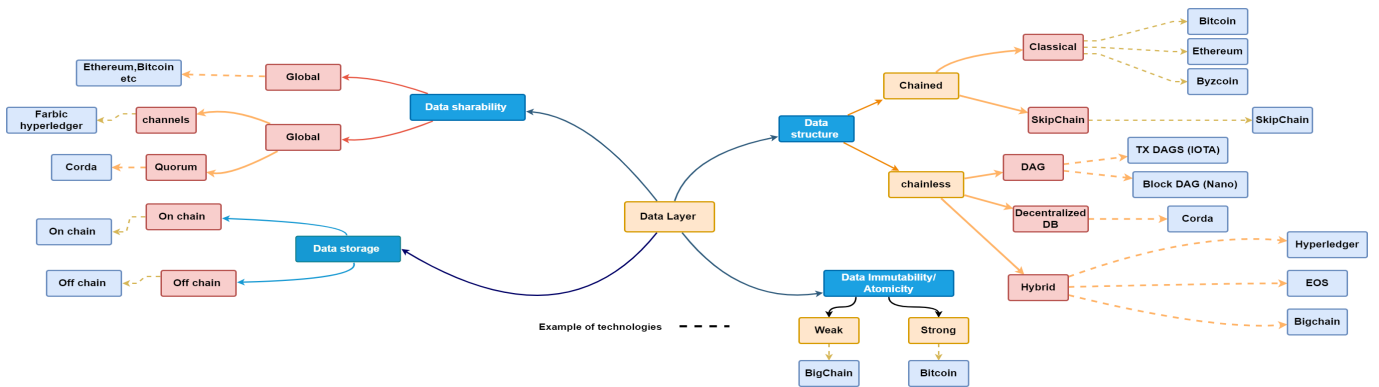 Ethereum,Bitcoin
etc
Global
Farbic
hyperledger
channels
Global
Corda
Quorum
Data sharability
On chain
On chain
Off chain
Off chain
Data storage
Data Layer
Example of technologies
Data
structure
Chained
Classical
Bitcoin
Ethereum
Byzcoin
SkipChain
SkipChain
chainless
DAG
TX DAGS (IOTA)
Block DAG (Nano)
Decentralized
DB
Corda
Hybrid
Hyperledger
EOS
Bigchain
Data immutability/
Atomicity
Weak
Strong
BigChain
Bitcoin